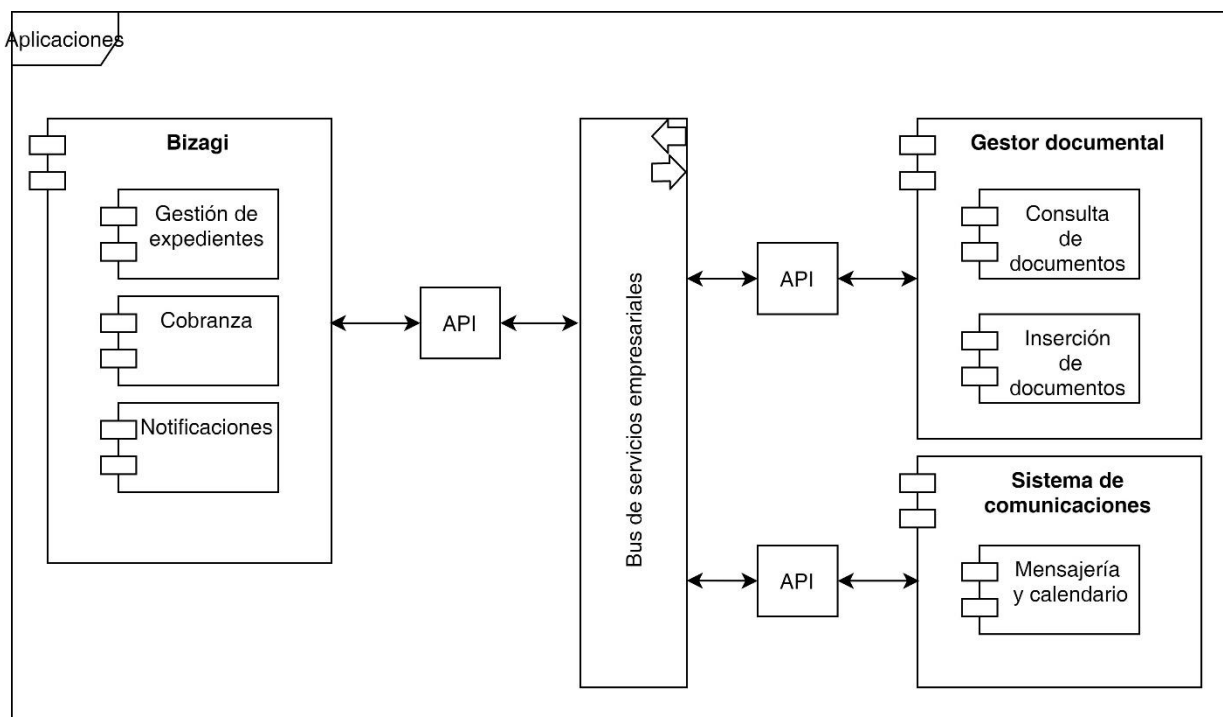 Aplicaciones
Bizagi
Gestión de
expedientes
Cobranza
Notificaciones
API
Bus de servicios empresariales
API
API
Gestor documental
Consulta
de
documentos
Inserción
de
documentos
Sistema de
comunicaciones
Mensajería
y calendario